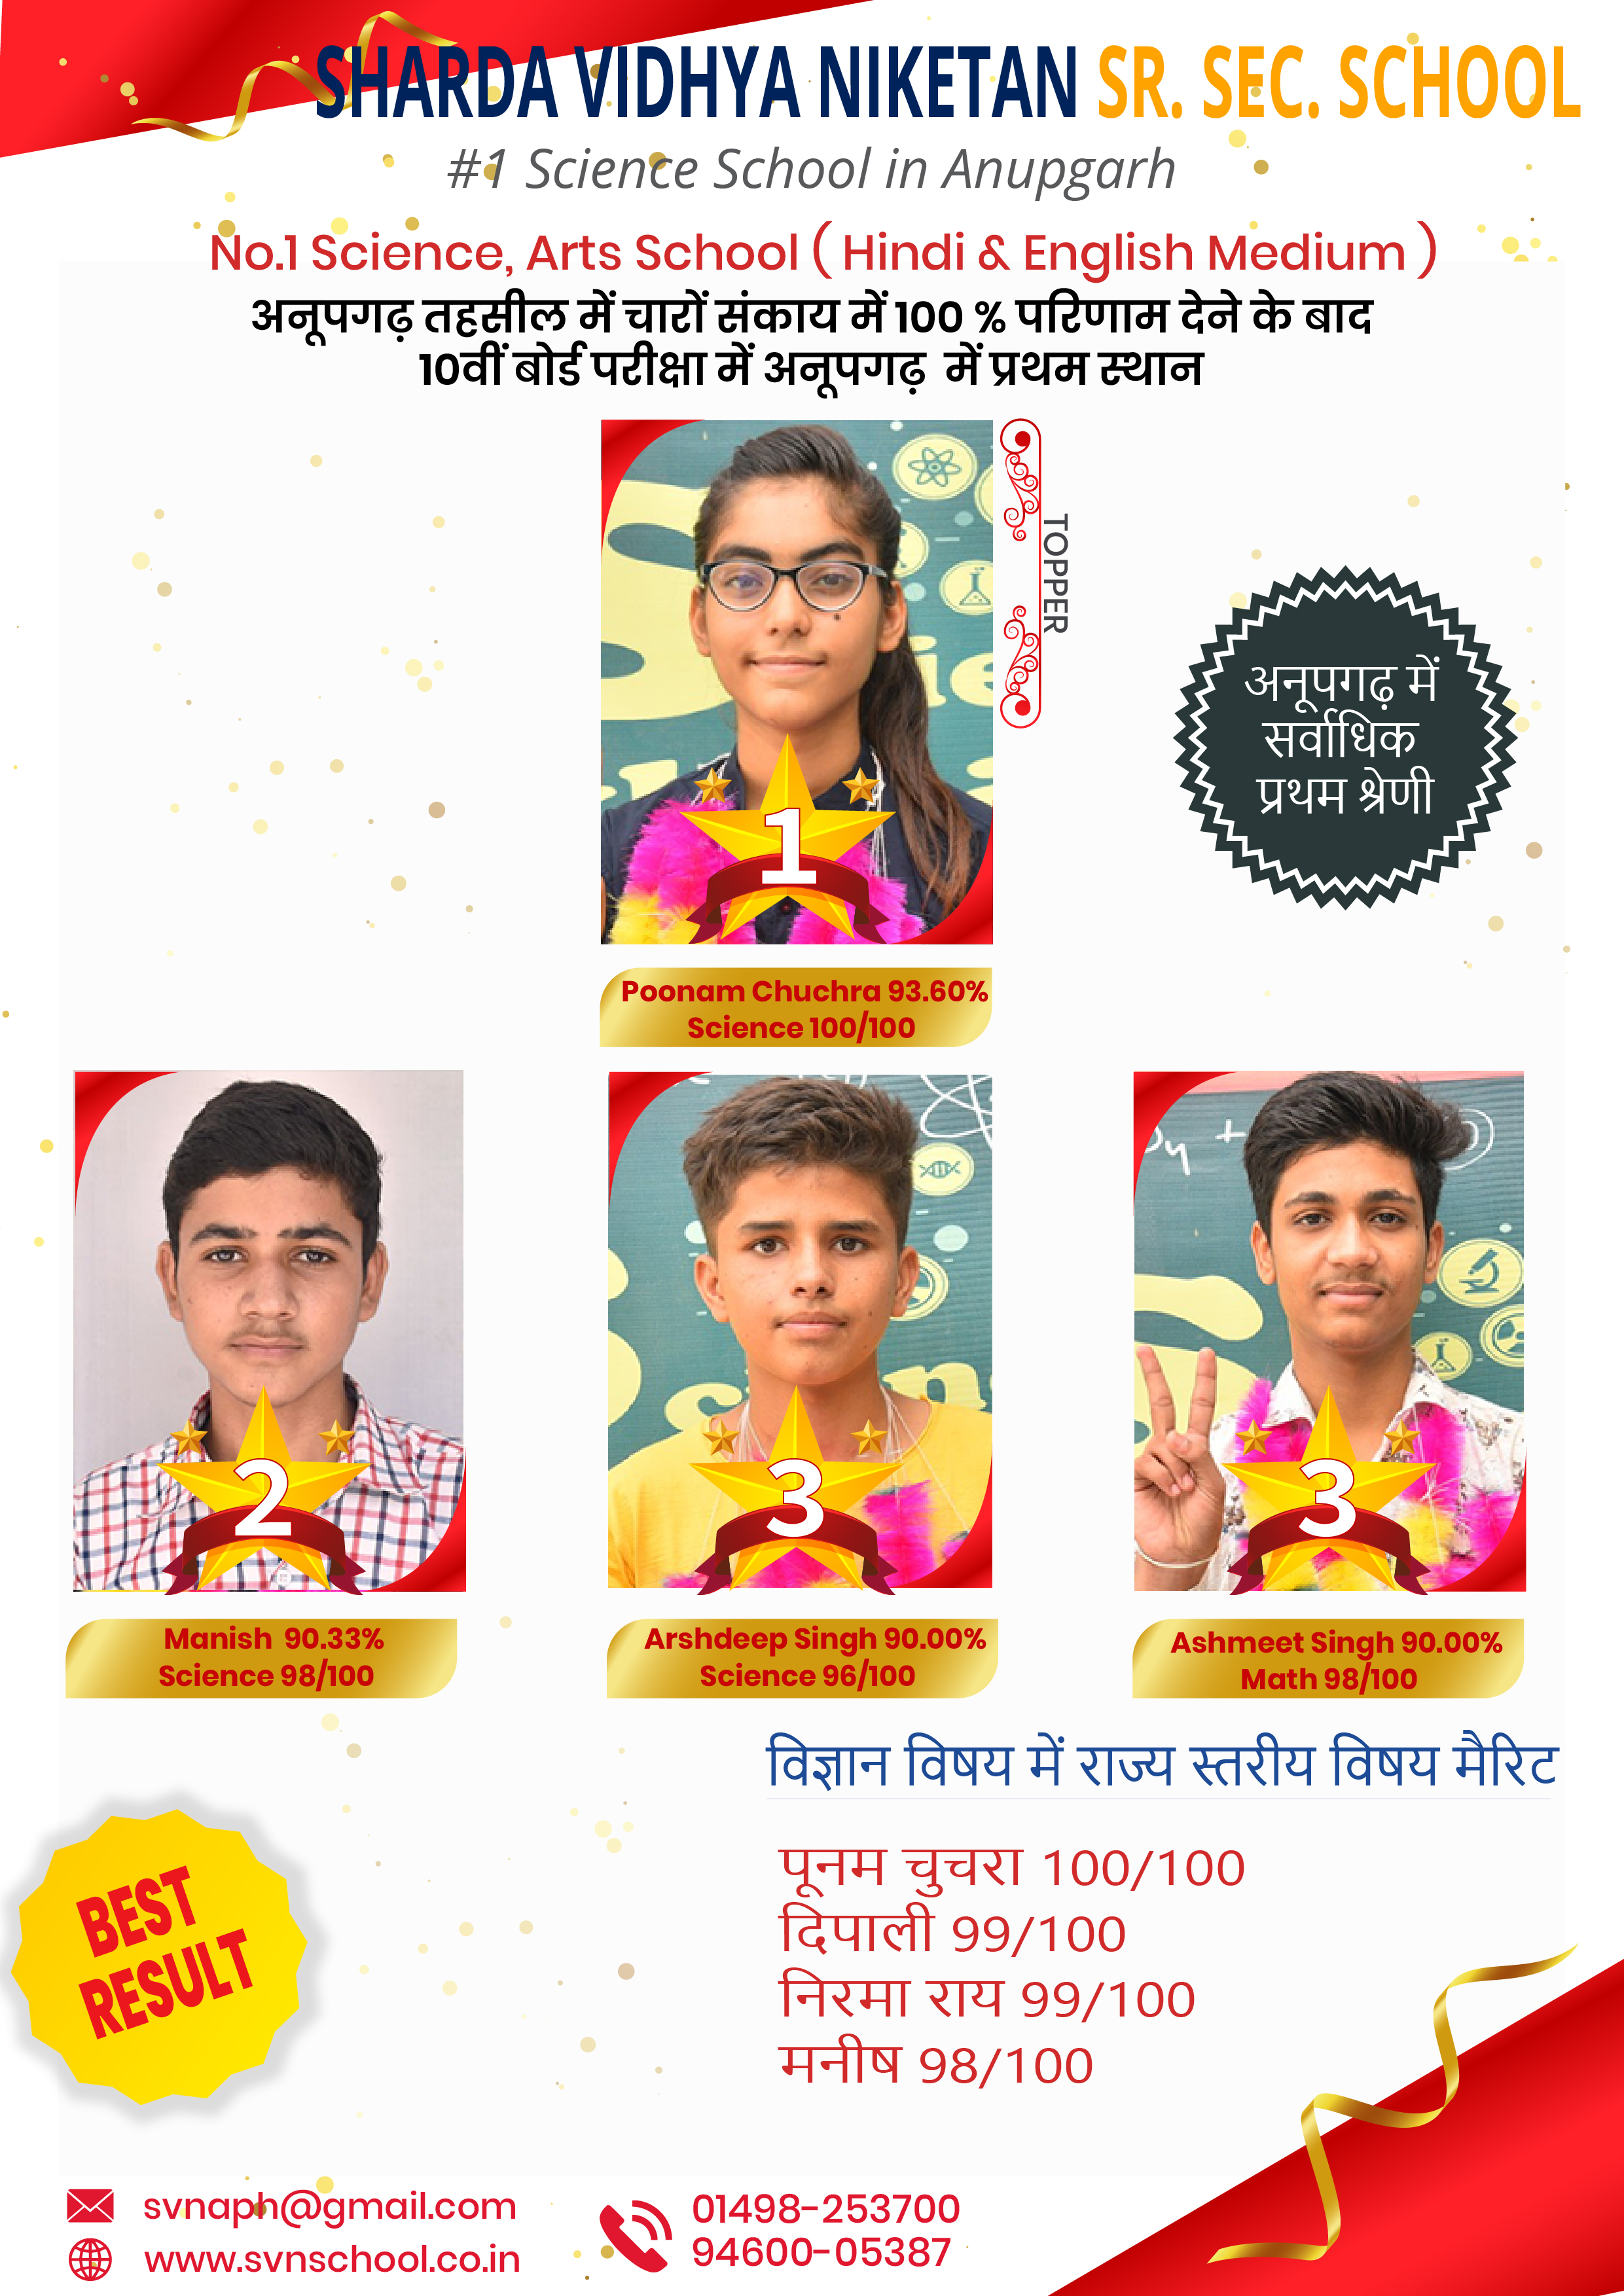 SHARDA VIDHYA NIKETAN SR. SEC. SCHOOL
#1 Science School in Anupgarh
No.1 Science, Arts School ( Hindi & English Medium )
अनूपगढ़ तहसील में चारों संकाय में 100 % परिणाम देने के बाद
10वीं बोर्ड परीक्षा में अनूपगढ़ में प्रथम स्थान
TOPPER
1
अनूपगढ़ में
सर्वाधिक
प्रथम श्रेणी
Poonam Chuchra 93.60%
Science 100/100
2
3
3
Manish 90.33%
Science 98/100
Arshdeep Singh 90.00%
Science 96/100
Ashmeet Singh 90.00%
Math 98/100
विज्ञान विषय में राज्य स्तरीय विषय मैरिट
पूनम चुचरा 100/100
दिपाली 99/100
निरमा राय 99/100
मनीष 98/100
BEST
RESULT
svnaph@gmail.com
www.svnschool.co.in
01498-253700
94600-05387